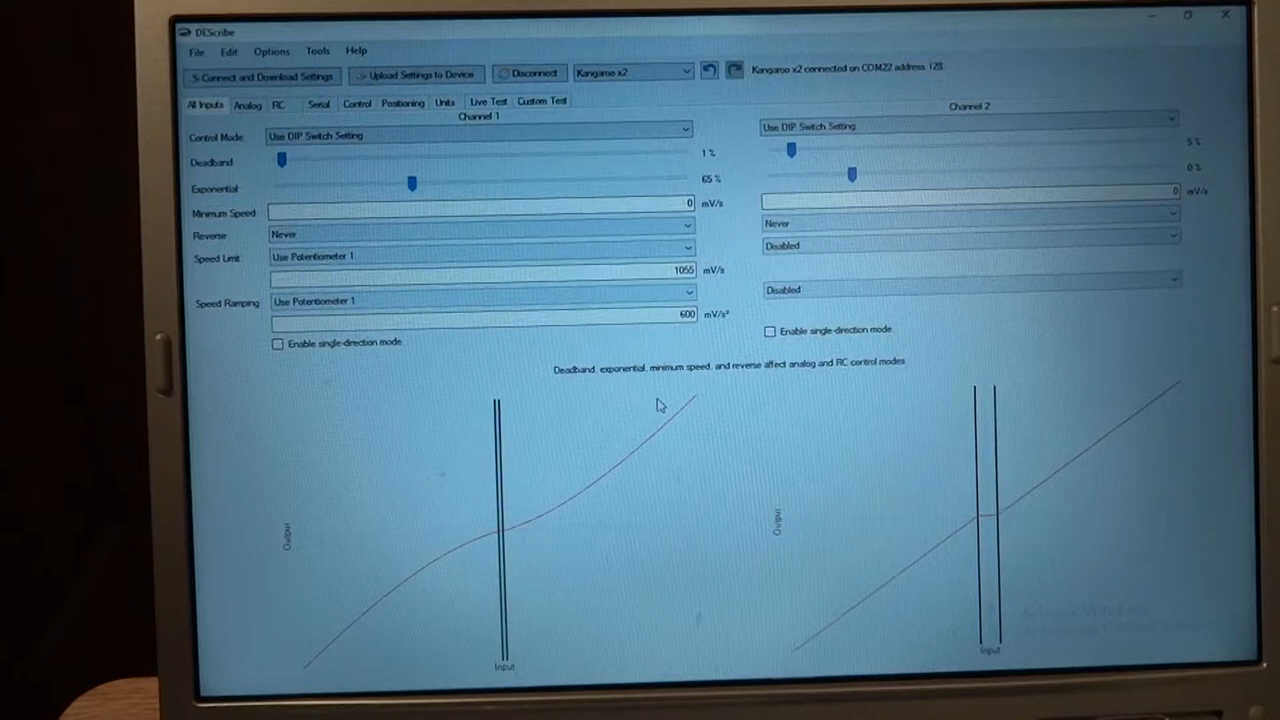 DEScribe
File Edit Options Tools Help
Connect and Download Settings Upload Settings to Device Disconnect Kangaroo x2 Kangaroo x2 connected on COM22 address 128.
All Inputs Analog RC Serial Control Positioning Units Live Test Custom Test
Channel 1 Channel 2
Control Mode Use DIP Switch Setting Use DIP Switch Setting
Deadband 1 % 5 %
Exponential 65 % 0 %
Minimum Speed 0 mV/s 0 mV/s
Reverse Never Never
Speed Limit Use Potentiometer 1 Disabled
1055 mV/s
Speed Ramping Use Potentiometer 1 Disabled
600 mV/s²
Enable single-direction mode Enable single-direction mode
Deadband, exponential, minimum speed, and reverse affect analog and RC control modes.
Output Output
Input Input